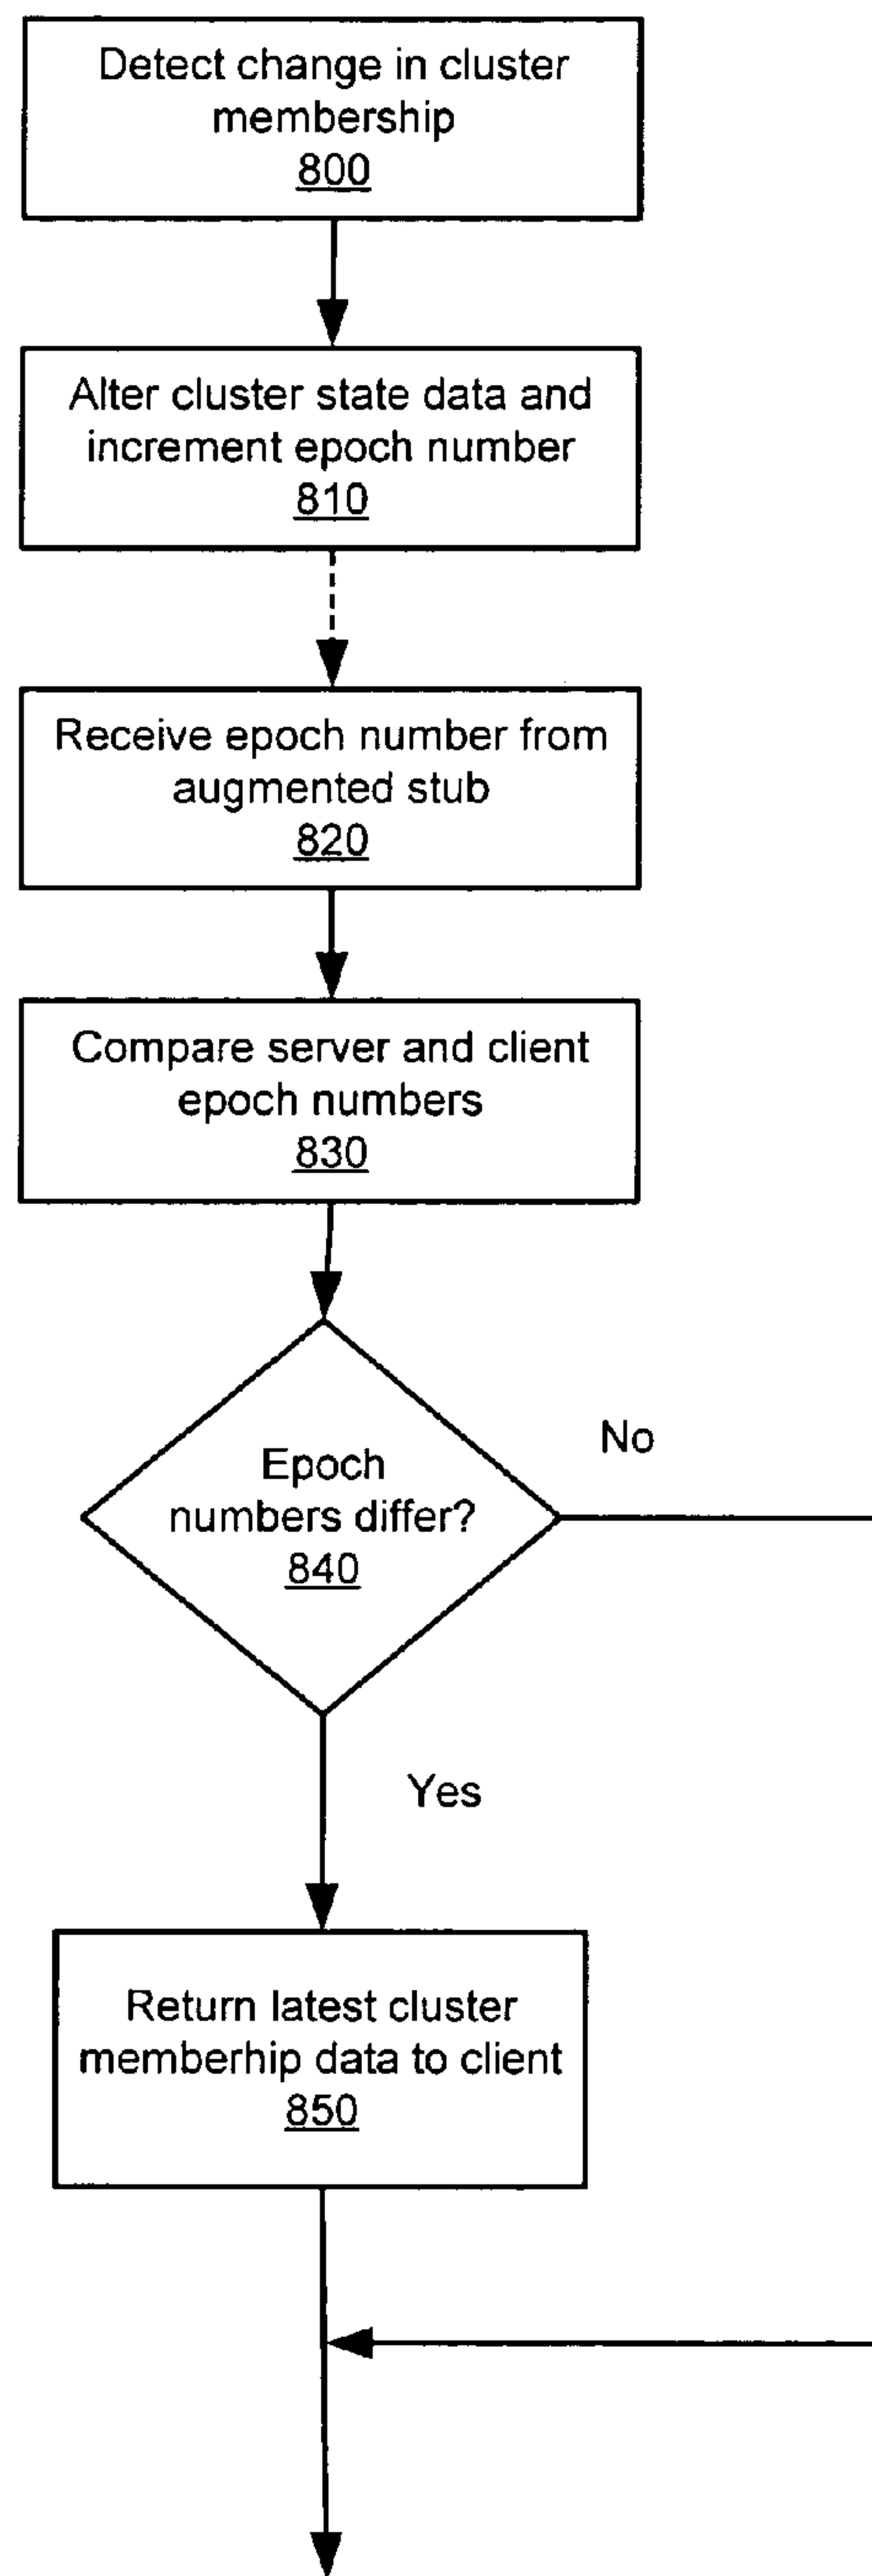 Detect change in cluster
membership
800
Alter cluster state data and
increment epoch number
810
Receive epoch number from
augmented stub
820
Compare server and client
epoch numbers
830
Epoch
numbers differ?
840
No
Yes
Return latest cluster
memberhip data to client
850